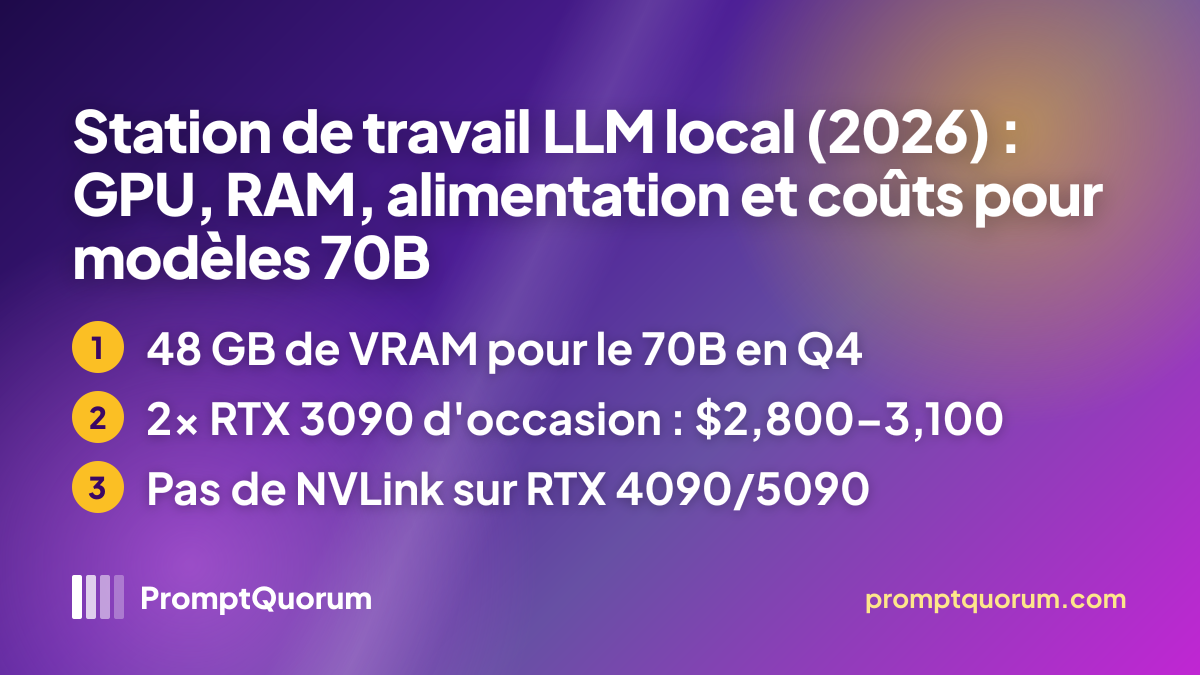 Station de travail LLM local (2026) :
GPU, RAM, alimentation et coûts pour
modèles 70B
1 48 GB de VRAM pour le 70B en Q4
2 2× RTX 3090 d'occasion : $2,800–3,100
3 Pas de NVLink sur RTX 4090/5090
PromptQuorum
promptquorum.com